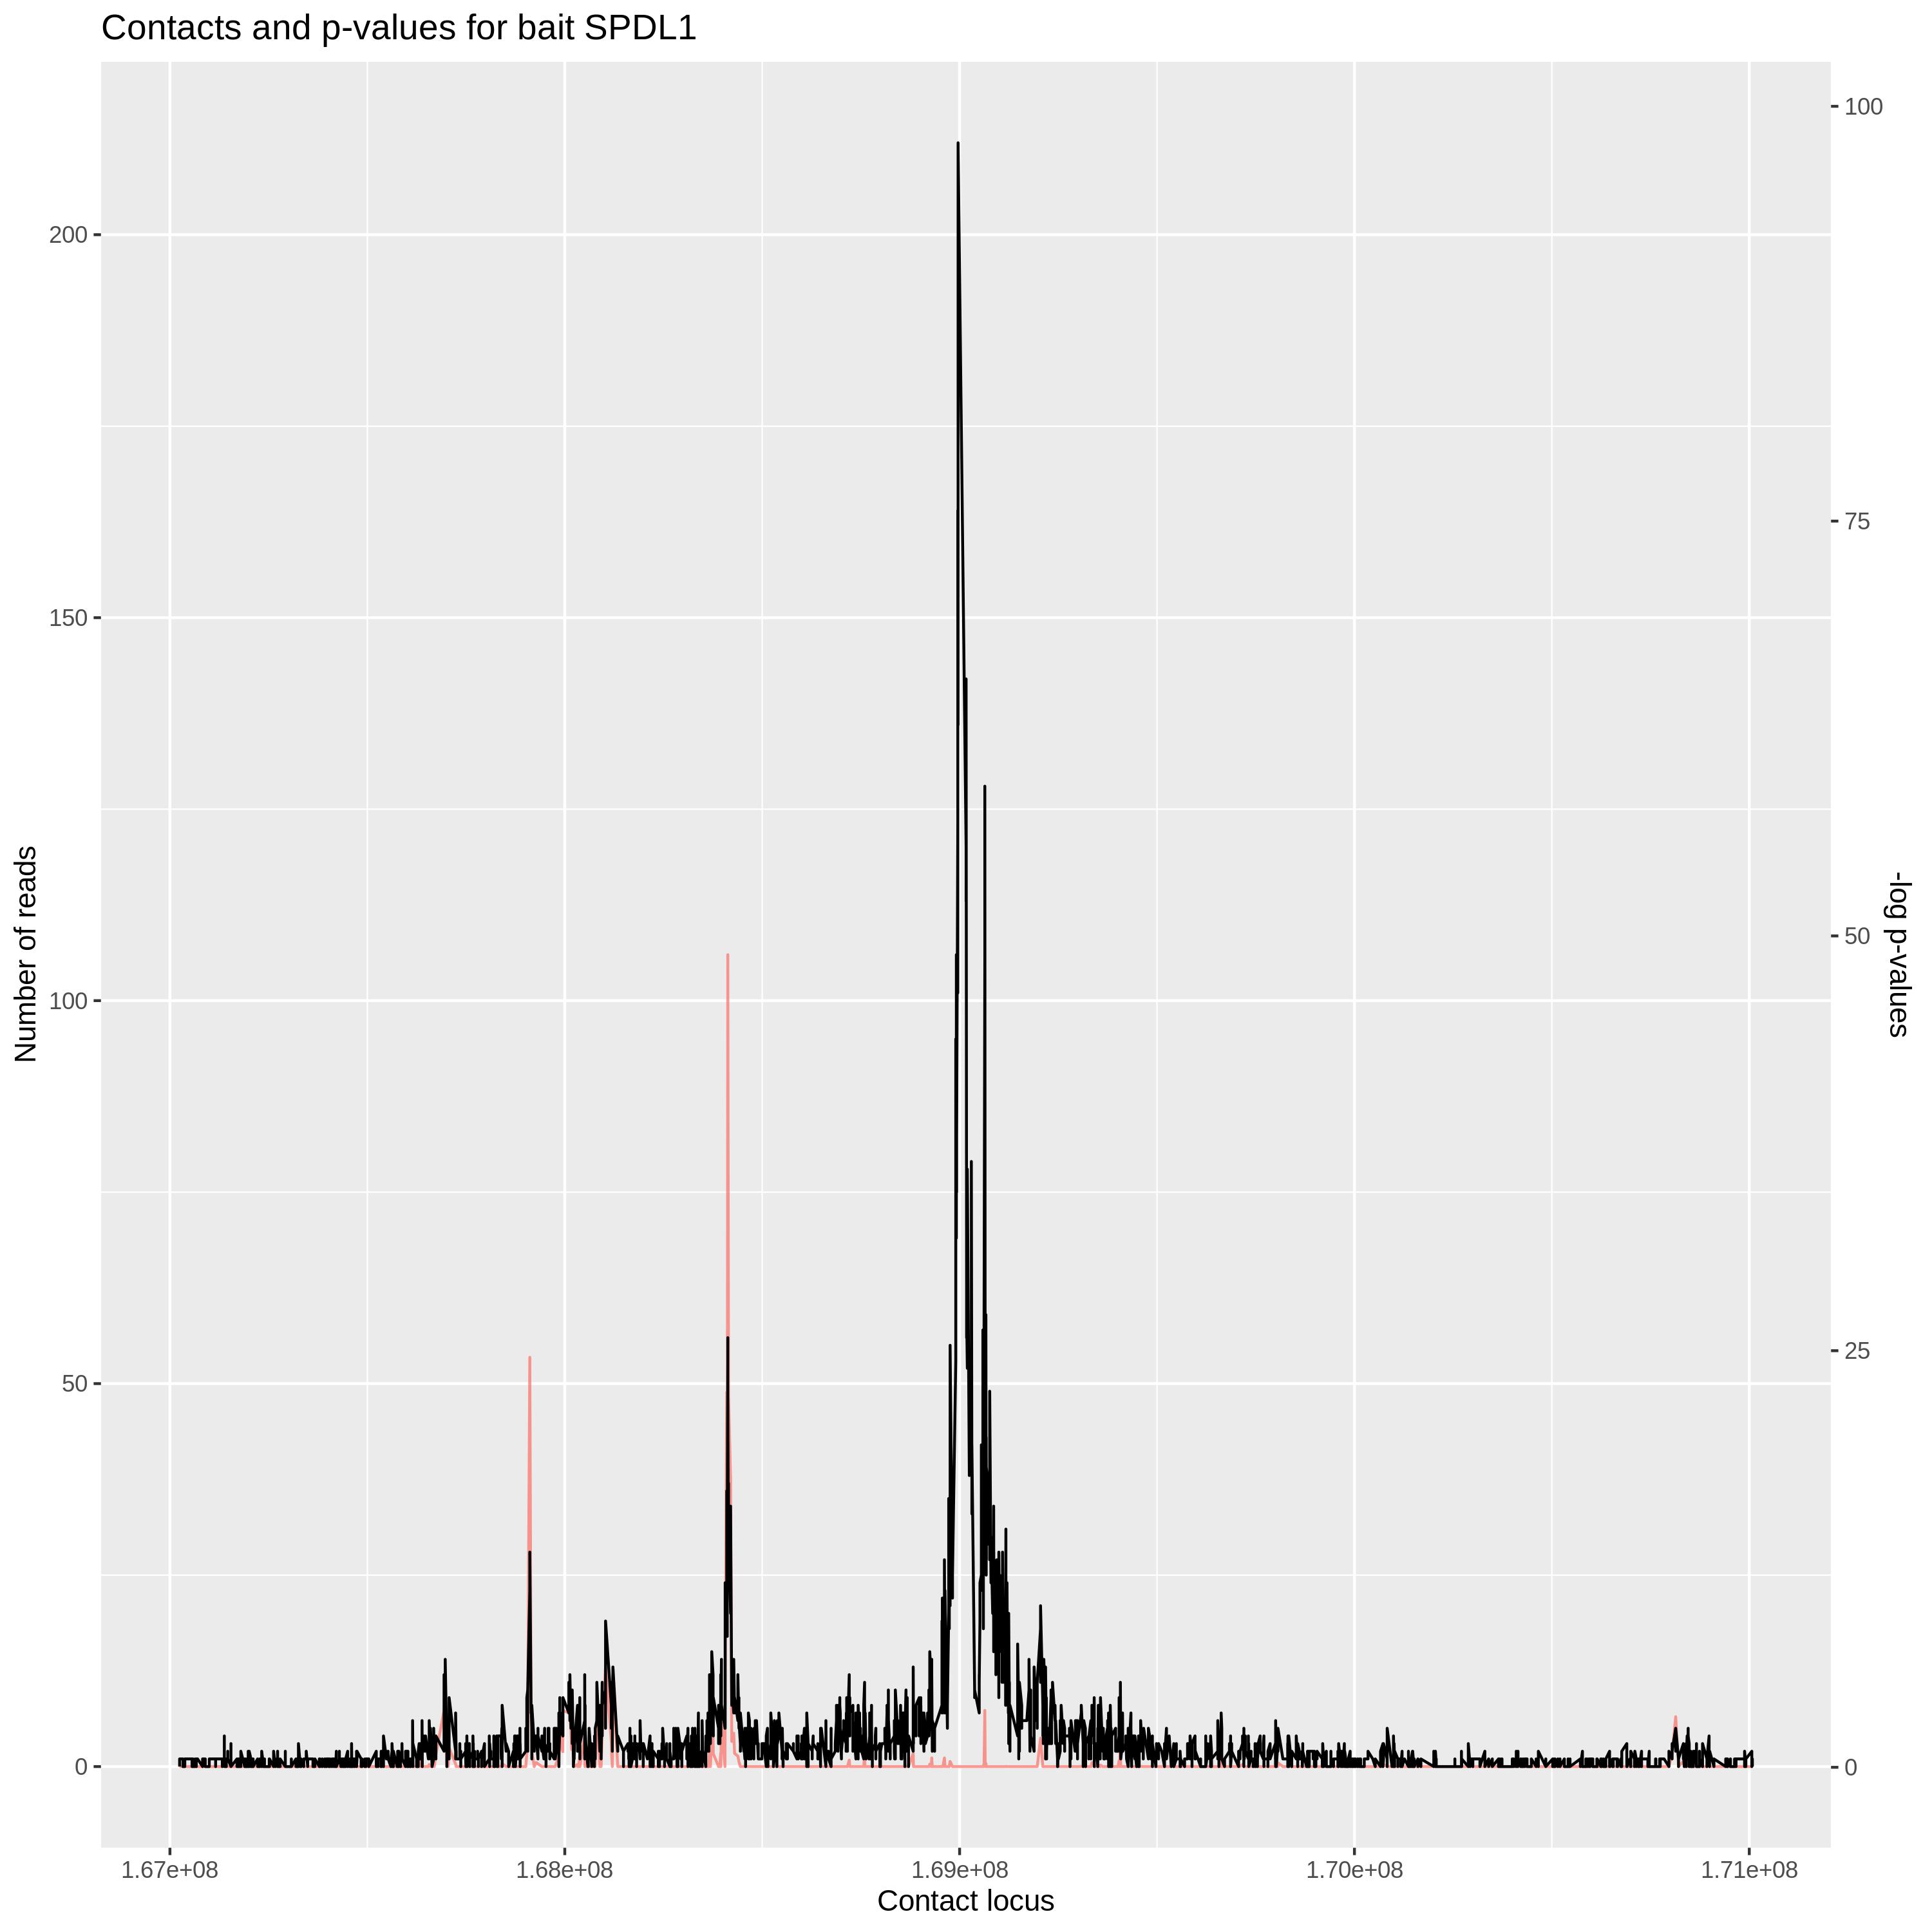 Contacts and p-values for bait SPDL1
100
200
75
150
Number of reads
-log p-values
50
100
25
50
0
0
1.67e+08
1.68e+08
1.69e+08
1.70e+08
1.71e+08
Contact locus